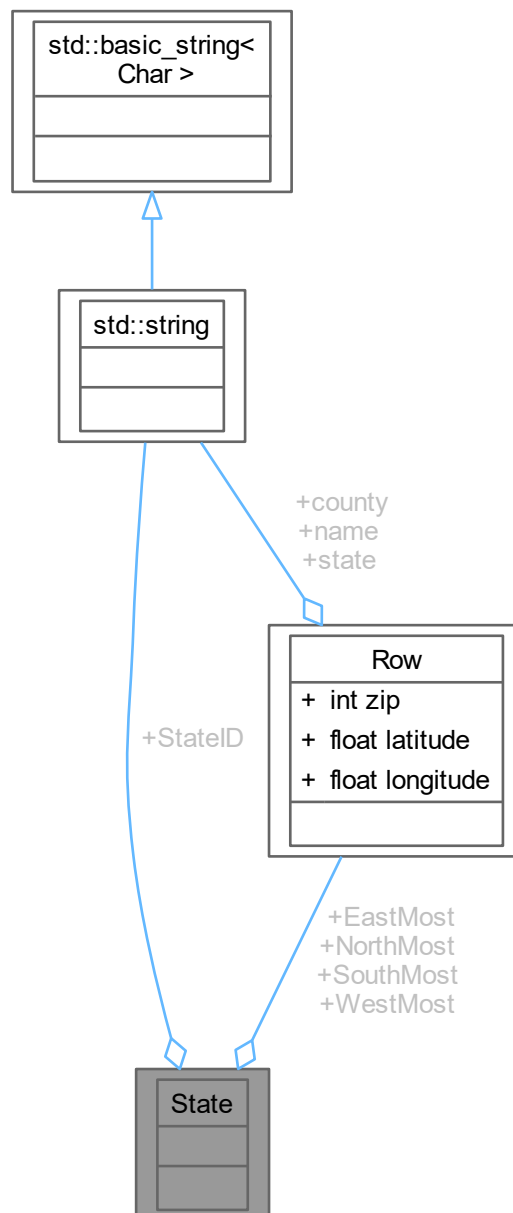 std::basic_string<
Char >
std::string
+county
+name
+state
Row
+ int zip
+ float latitude
+ float longitude
+StateID
+EastMost
+NorthMost
+SouthMost
+WestMost
State